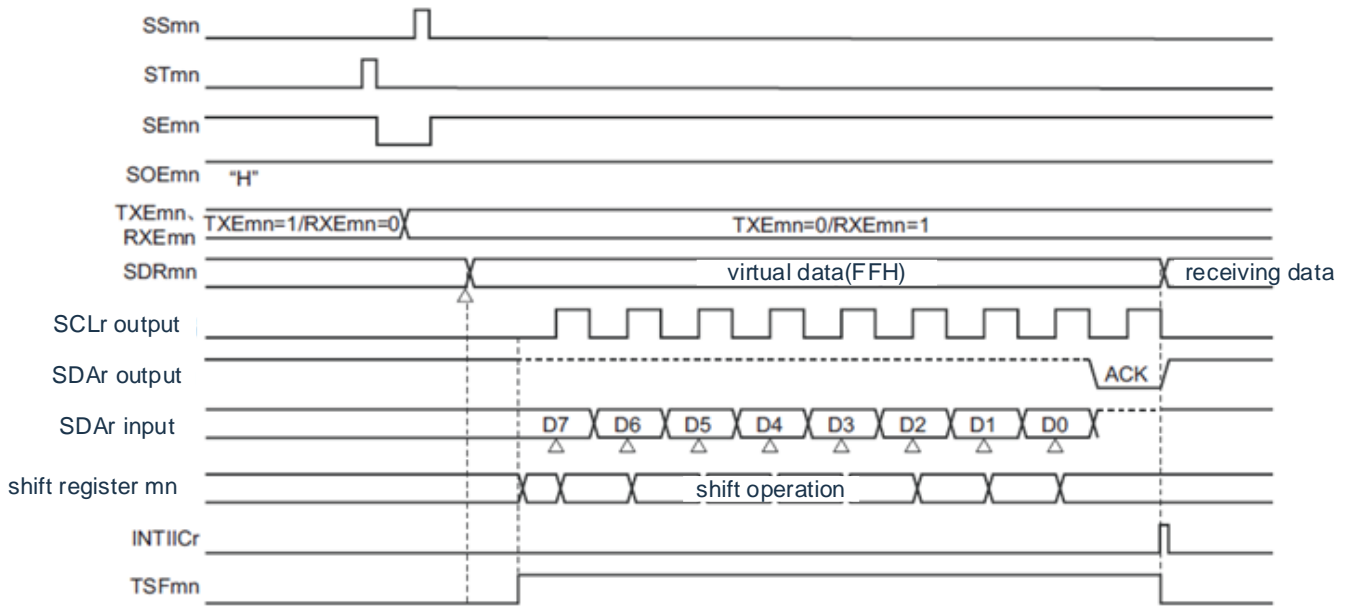 SSmn
STmn
SEmn
SOEmn "H"
TXEmn、
RXEmn
TXEmn=1/RXEmn=0 TXEmn=0/RXEmn=1
SDRmn virtual data(FFH) receiving data
SCLr output
SDAr output ACK
SDAr input D7 D6 D5 D4 D3 D2 D1 D0
shift register mn shift operation
INTIICr
TSFmn